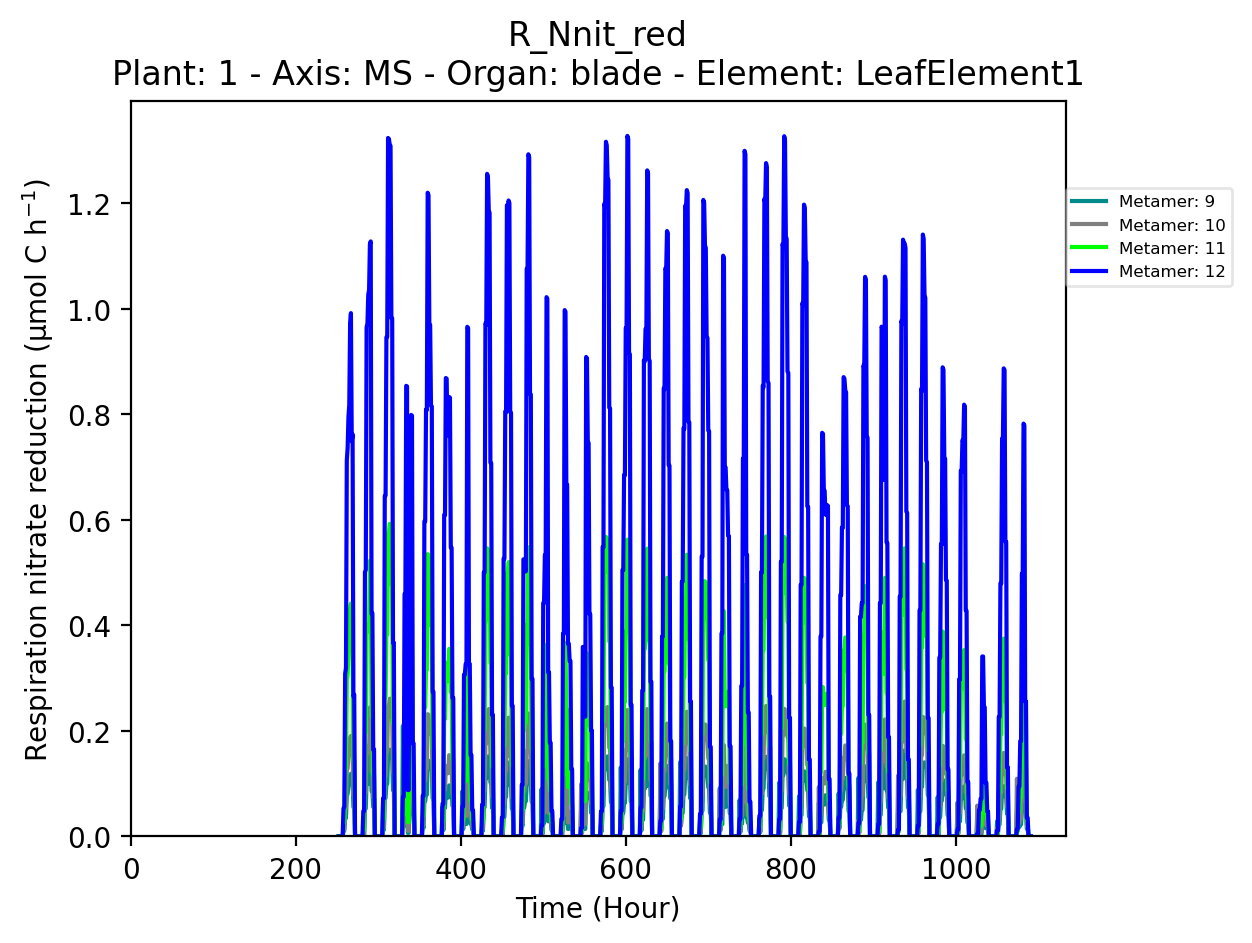 R_Nnit_red
Plant: 1 - Axis: MS - Organ: blade - Element: LeafElement1
Respiration nitrate reduction (µmol C h⁻¹)
1.2
1.0
0.8
0.6
0.4
0.2
0.0
0 200 400 600 800 1000
Time (Hour)
Metamer: 9
Metamer: 10
Metamer: 11
Metamer: 12